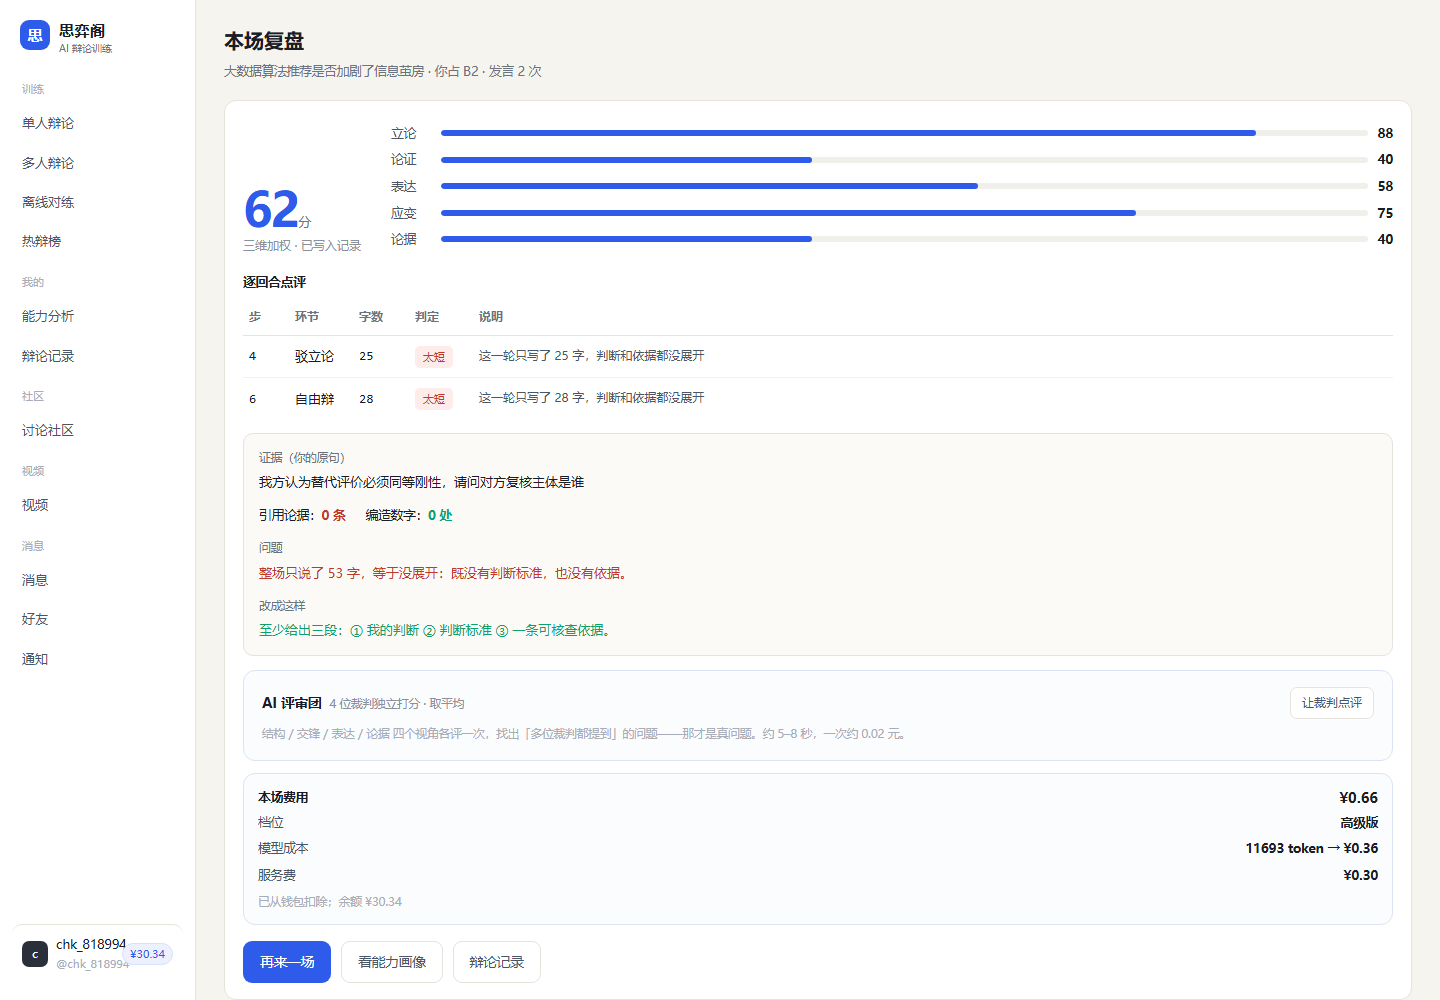 思
思弈阁
AI 辩论训练
训练
单人辩论
多人辩论
离线对练
热辩榜
我的
能力分析
辩论记录
社区
讨论社区
视频
视频
消息
消息
好友
通知
c
chk_818994
@chk_818994
¥30.34
本场复盘
大数据算法推荐是否加剧了信息茧房 · 你占 B2 · 发言 2 次
62分
三维加权 · 已写入记录
立论 88
论证 40
表达 58
应变 75
论据 40
逐回合点评
步 环节 字数 判定 说明
4 驳立论 25 太短 这一轮只写了 25 字，判断和依据都没展开
6 自由辩 28 太短 这一轮只写了 28 字，判断和依据都没展开
证据（你的原句）
我方认为替代评价必须同等刚性，请问对方复核主体是谁
引用论据：0 条 编造数字：0 处
问题
整场只说了 53 字，等于没展开：既没有判断标准，也没有依据。
改成这样
至少给出三段：① 我的判断 ② 判断标准 ③ 一条可核查依据。
AI 评审团 4 位裁判独立打分 · 取平均
让裁判点评
结构 / 交锋 / 表达 / 论据 四个视角各评一次，找出「多位裁判都提到」的问题——那才是真问题。约 5–8 秒，一次约 0.02 元。
本场费用 ¥0.66
档位 高级版
模型成本 11693 token → ¥0.36
服务费 ¥0.30
已从钱包扣除；余额 ¥30.34
再来一场 看能力画像 辩论记录